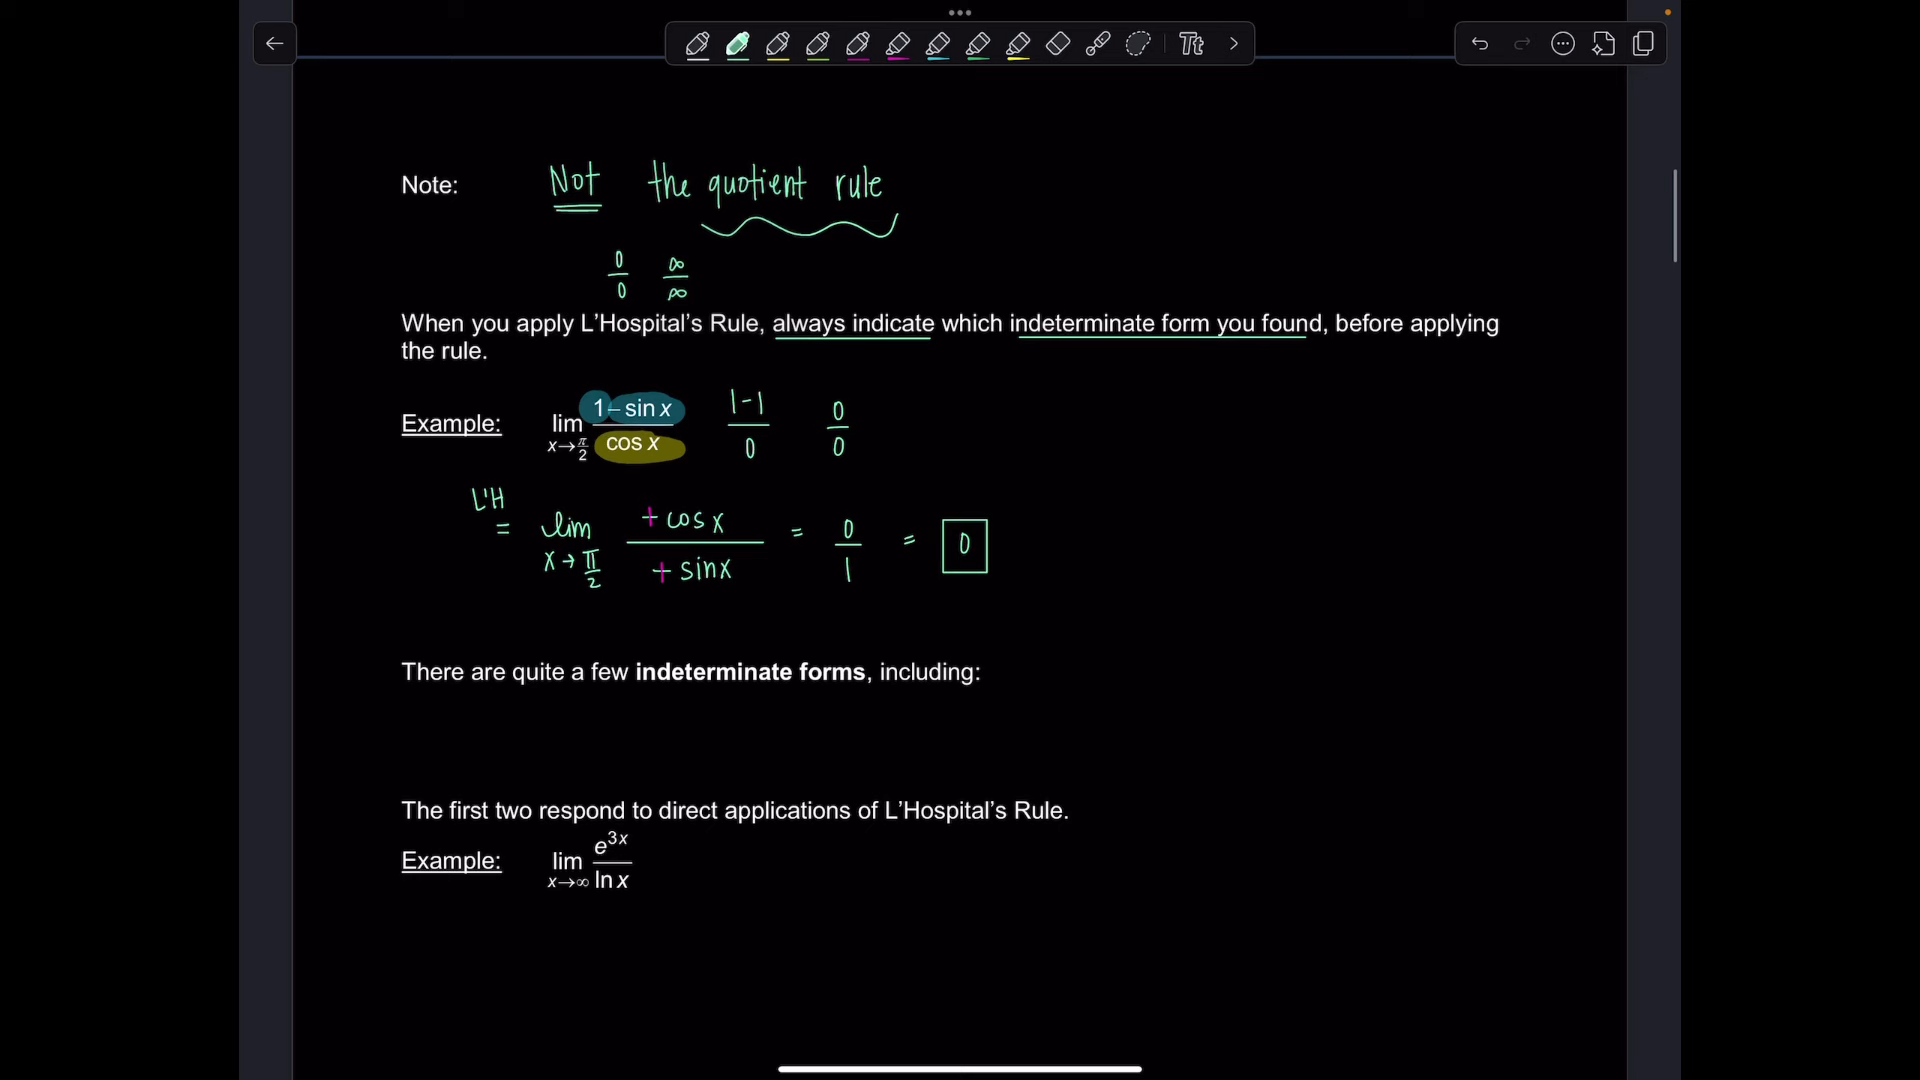 Tt
Note: Not the quotient rule
0/0 ∞/∞
When you apply L’Hospital’s Rule, always indicate which indeterminate form you found, before applying
the rule.
Example: lim x→π/2 (1 – sin x)/(cos x) (1-1)/0 0/0
L'H = lim x→π/2 (+cosx)/(+sinx) = 0/1 = 0
There are quite a few indeterminate forms, including:
The first two respond to direct applications of L’Hospital’s Rule.
Example: lim x→∞ e^{3x}/ln x